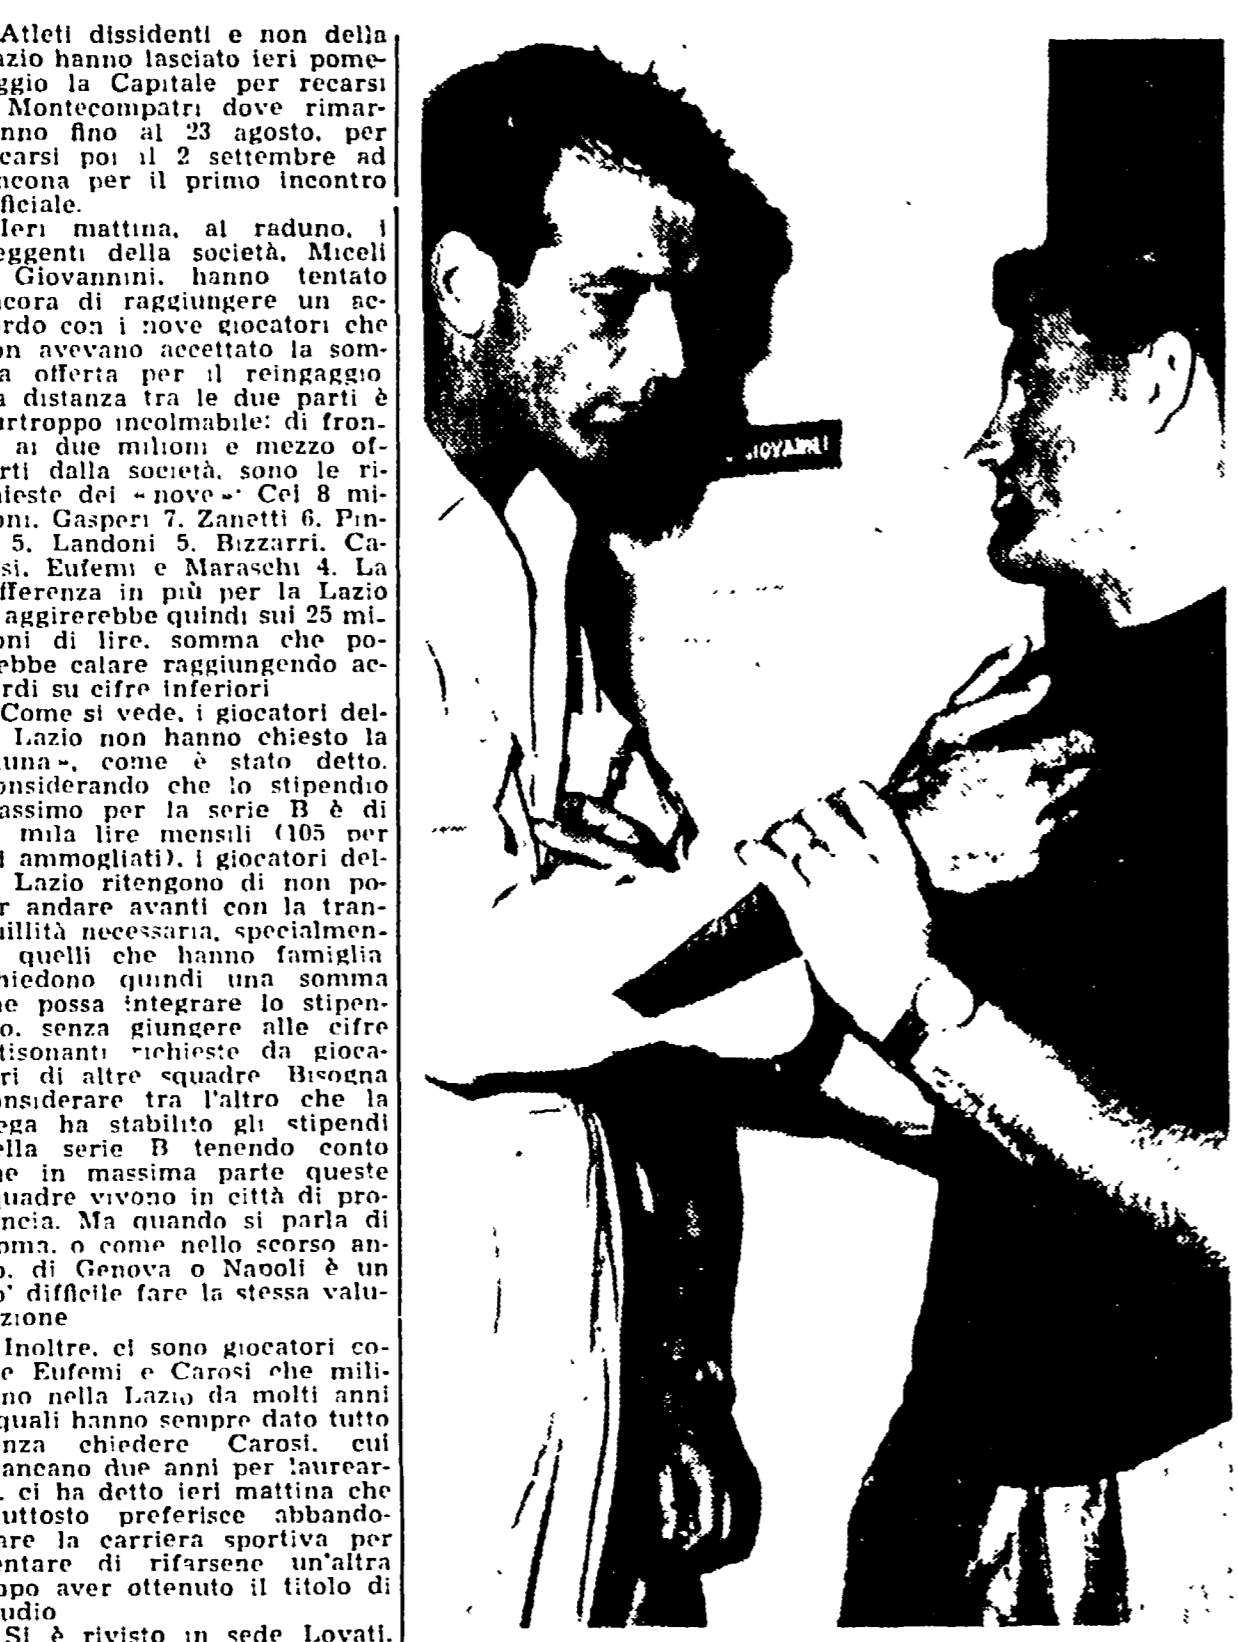 Atleti dissidenti e non della
azio hanno lasciato ieri pome-
ggio la Capitale per recarsi
Montecompatri dove rimar-
nno fino al 23 agosto, per
carsi poi il 2 settembre ad
ncona per il primo incontro
ficiale.
Ieri mattina, al raduno, i
eggenti della società, Miceli
Giovannini, hanno tentato
ncora di raggiungere un ac-
ordo con i nove giocatori che
on avevano accettato la som-
a offerta per il reingaggio
a distanza tra le due parti è
urtroppo incolmabile: di fron-
ai due milioni e mezzo of-
rti dalla società, sono le ri-
hieste dei «nove»: Cei 8 mi-
oni, Gasperi 7, Zanetti 6, Pin-
5, Landoni 5, Bizzarri, Ca-
si, Eufemi e Maraschi 4. La
fferenza in più per la Lazio
aggirerebbe quindi sui 25 mi-
oni di lire, somma che po-
ebbe calare raggiungendo ac-
rdi su cifre inferiori
Come si vede, i giocatori del-
Lazio non hanno chiesto la
una», come è stato detto.
onsiderando che lo stipendio
assimo per la serie B è di
mila lire mensili (105 per
i ammogliati), i giocatori del-
Lazio ritengono di non po-
r andare avanti con la tran-
uillità necessaria, specialmen-
quelli che hanno famiglia
hiedono quindi una somma
he possa integrare lo stipen-
o, senza giungere alle cifre
tisonanti richieste da gioca-
ri di altre squadre Bisogna
onsiderare tra l'altro che la
ega ha stabilito gli stipendi
ella serie B tenendo conto
he in massima parte queste
quadre vivono in città di pro-
incia. Ma quando si parla di
oma, o come nello scorso an-
o, di Genova o Napoli è un
o' difficile fare la stessa valu-
zione
Inoltre, ci sono giocatori co-
e Eufemi e Carosi che mili-
no nella Lazio da molti anni
quali hanno sempre dato tutto
nza chiedere Carosi, cui
ancano due anni per laurear-
. ci ha detto ieri mattina che
uttosto preferisce abbando-
are la carriera sportiva per
entare di rifarsene un'altra
opo aver ottenuto il titolo di
udio
Si è rivisto in sede Lovati,